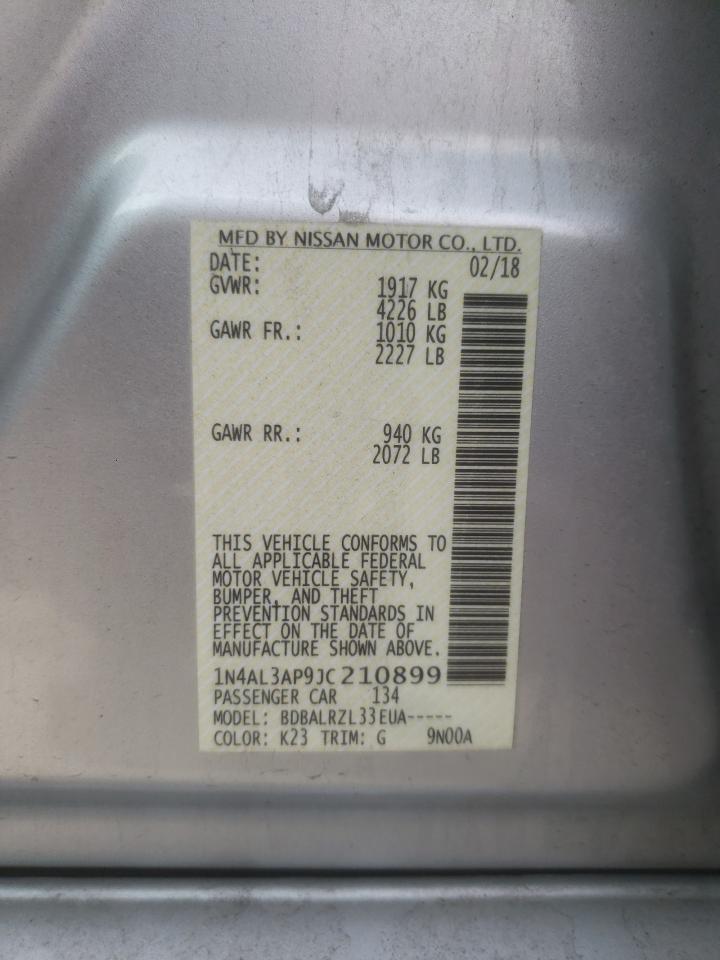 MFD BY NISSAN MOTOR CO., LTD.
DATE: 02/18
GVWR: 1917 KG
4226 LB
GAWR FR.: 1010 KG
2227 LB
GAWR RR.: 940 KG
2072 LB
THIS VEHICLE CONFORMS TO
ALL APPLICABLE FEDERAL
MOTOR VEHICLE SAFETY,
BUMPER, AND THEFT
PREVENTION STANDARDS IN
EFFECT ON THE DATE OF
MANUFACTURE SHOWN ABOVE.
1N4AL3AP9JC210899
PASSENGER CAR 134
MODEL: BDBALRZL33EUA-----
COLOR: K23 TRIM: G 9N00A